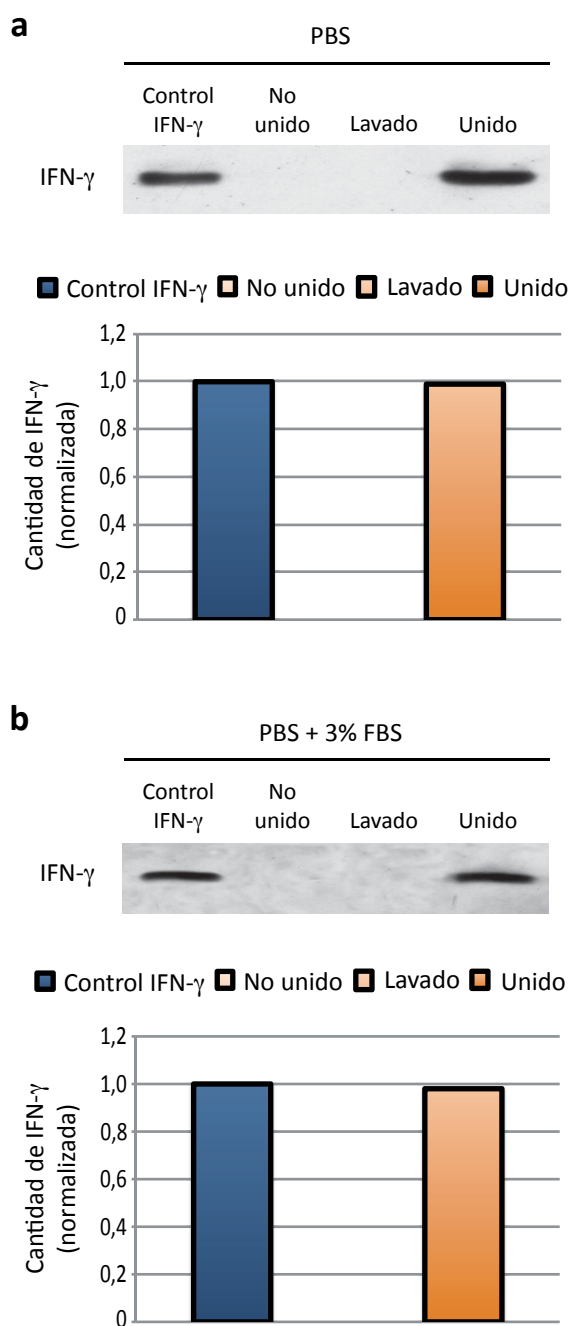 a
PBS
Control No
IFN-γ unido Lavado Unido
IFN-γ
Control IFN-γ No unido Lavado Unido
Cantidad de IFN-γ
(normalizada)
1,2
1,0
0,8
0,6
0,4
0,2
0
b
PBS + 3% FBS
Control No
IFN-γ unido Lavado Unido
IFN-γ
Control IFN-γ No unido Lavado Unido
Cantidad de IFN-γ
(normalizada)
1,2
1,0
0,8
0,6
0,4
0,2
0